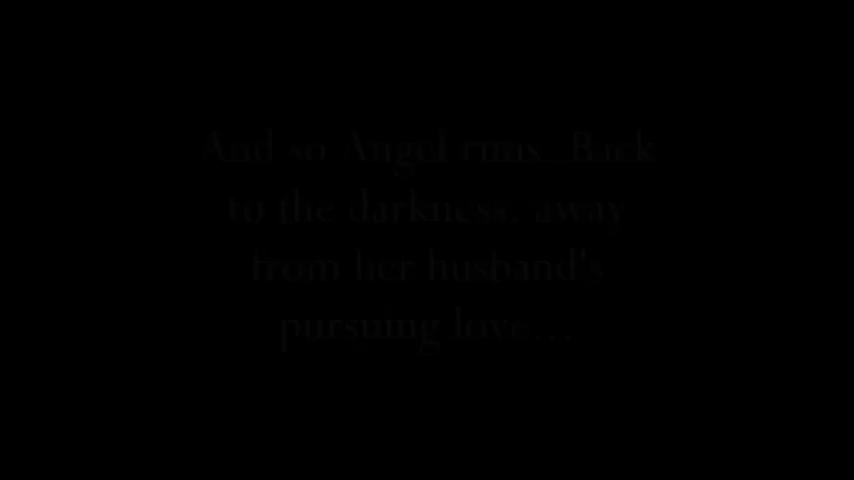 And so Angel runs. Back
to the darkness, away
from her husband's
pursuing love...